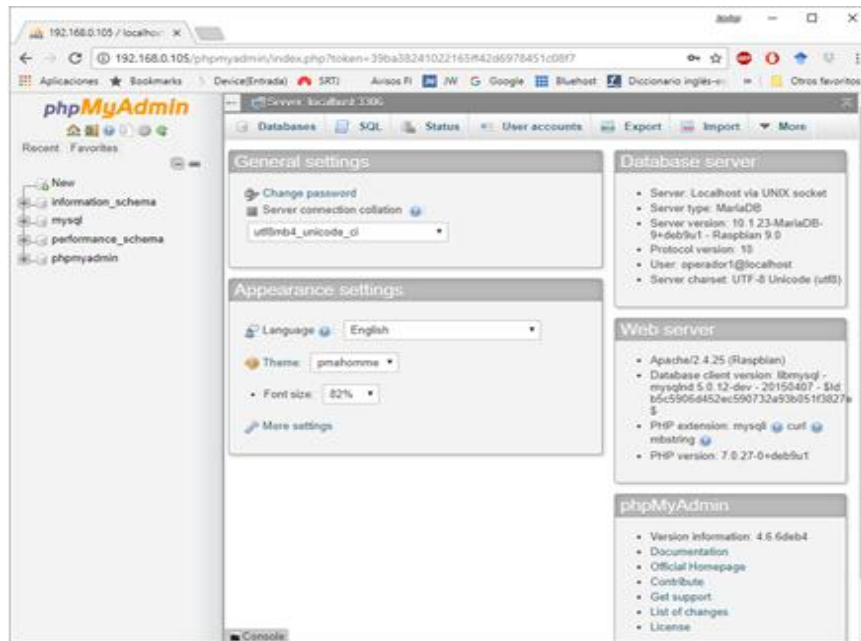 192.168.0.105 / localhos
192.168.0.105/phpmyadmin/index.php?token=
Aplicaciones Bookmarks Device(Entrada) SRTI Avisos FI JW Google Bluehost Diccionario inglés-e Otros favoritos
phpMyAdmin
Recent Favorites
New
information_schema
mysql
performance_schema
phpmyadmin
Server: localhost:3306
Databases SQL Status User accounts Export Import More
General settings
Change password
Server connection collation
utf8mb4_unicode_ci
Appearance settings
Language English
Theme: pmahomme
Font size: 82%
More settings
Database server
Server: Localhost via UNIX socket
Server type: MariaDB
Server version: 10.1.23-MariaDB-
9+deb9u1 - Raspbian 9.0
Protocol version: 10
User: operador1@localhost
Server charset: UTF-8 Unicode (utf8)
Web server
Apache/2.4.25 (Raspbian)
Database client version: libmysql -
mysqlnd 5.0.12-dev - 20150407 - $Id:
b5c5906d452ec590732a93b051f3827e
$
PHP extension: mysqli curl
mbstring
PHP version: 7.0.27-0+deb9u1
phpMyAdmin
Version information: 4.6.6deb4
Documentation
Official Homepage
Contribute
Get support
List of changes
License
Console